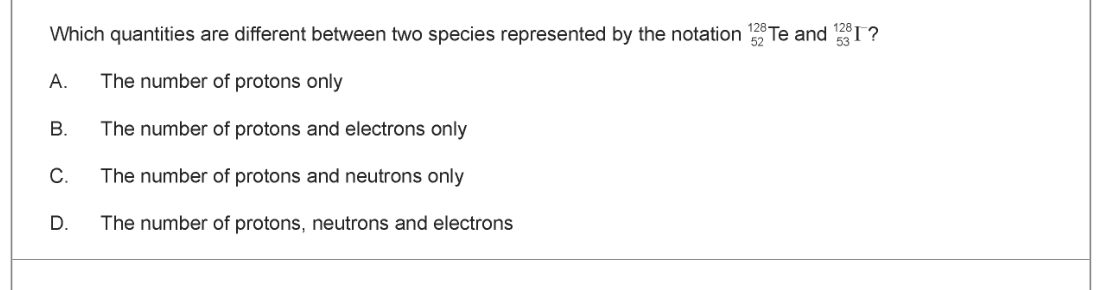 Which quantities are different between two species represented by the notation ¹²⁸₅₂Te and ¹²⁸₅₃I⁻?
A. The number of protons only
B. The number of protons and electrons only
C. The number of protons and neutrons only
D. The number of protons, neutrons and electrons